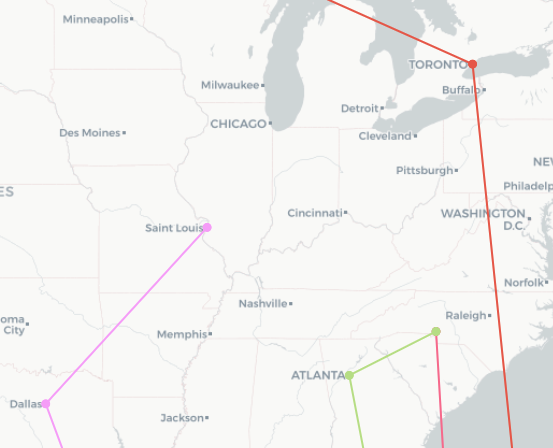 Minneapolis
TORONTO
Milwaukee
Buffalo
Detroit
CHICAGO
Des Moines
Cleveland
NEW
Pittsburgh
Philadelp
ES
Cincinnati
WASHINGTON
D.C.
Saint Louis
Norfolk
Nashville
oma
City
Raleigh
Memphis
ATLANTA
Dallas
Jackson